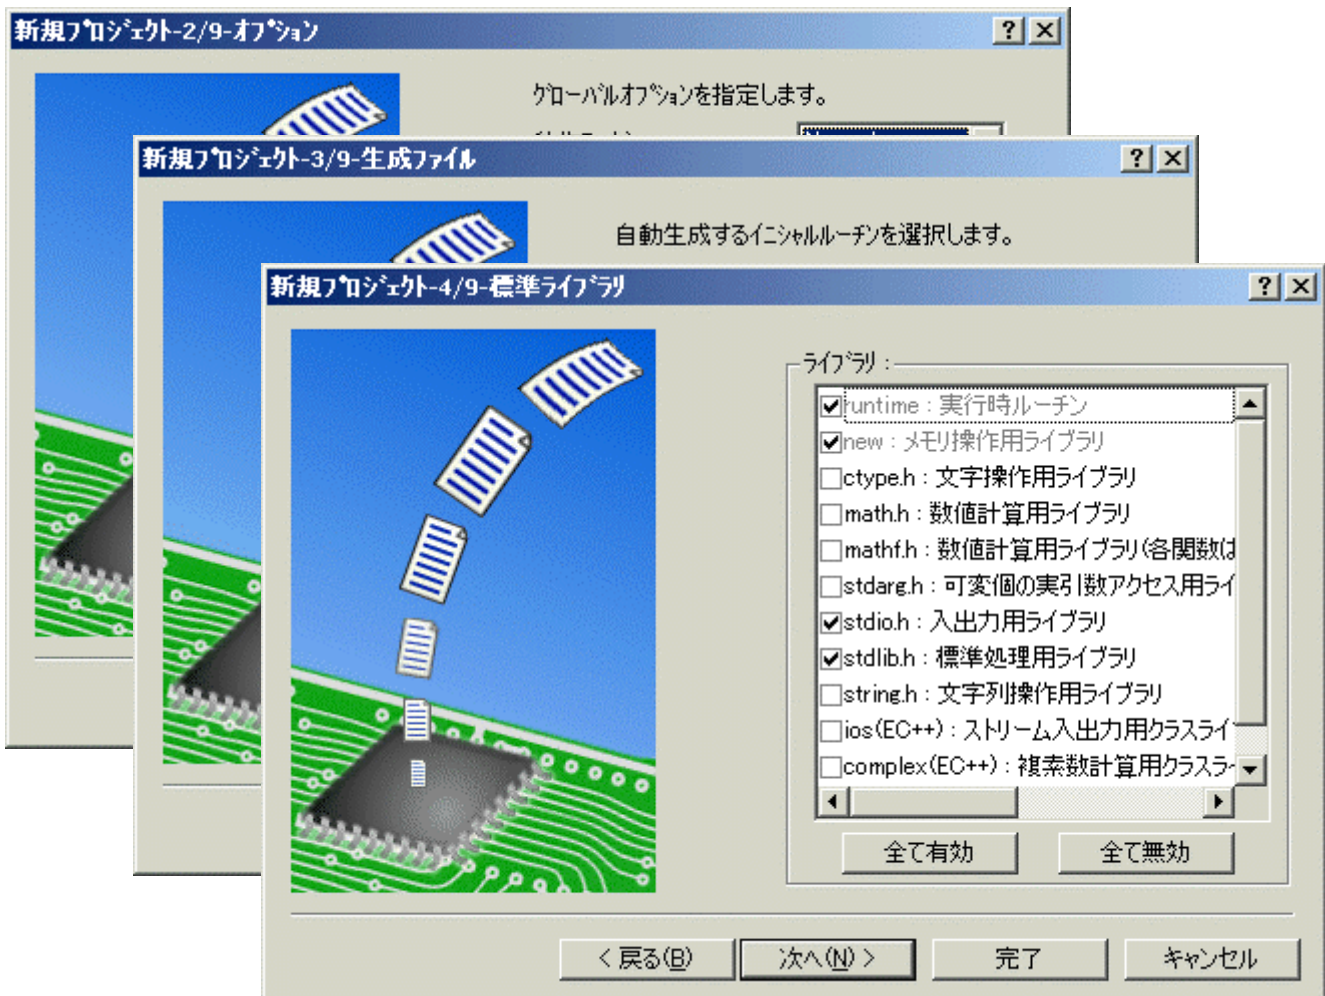 新規プロジェクト-2/9-オプション
グローバルオプションを指定します。
新規プロジェクト-3/9-生成ファイル
自動生成するイニシャルルーチンを選択します。
新規プロジェクト-4/9-標準ライブラリ
ライブラリ :
runtime : 実行時ルーチン
new : メモリ操作用ライブラリ
ctype.h : 文字操作用ライブラリ
math.h : 数値計算用ライブラリ
mathf.h : 数値計算用ライブラリ(各関数は
stdarg.h : 可変個の実引数アクセス用ライ
stdio.h : 入出力用ライブラリ
stdlib.h : 標準処理用ライブラリ
string.h : 文字列操作用ライブラリ
ios(EC++) : ストリーム入出力用クラスライ
complex(EC++) : 複素数計算用クラスラ
全て有効 全て無効
< 戻る(B) 次へ(N) > 完了 キャンセル